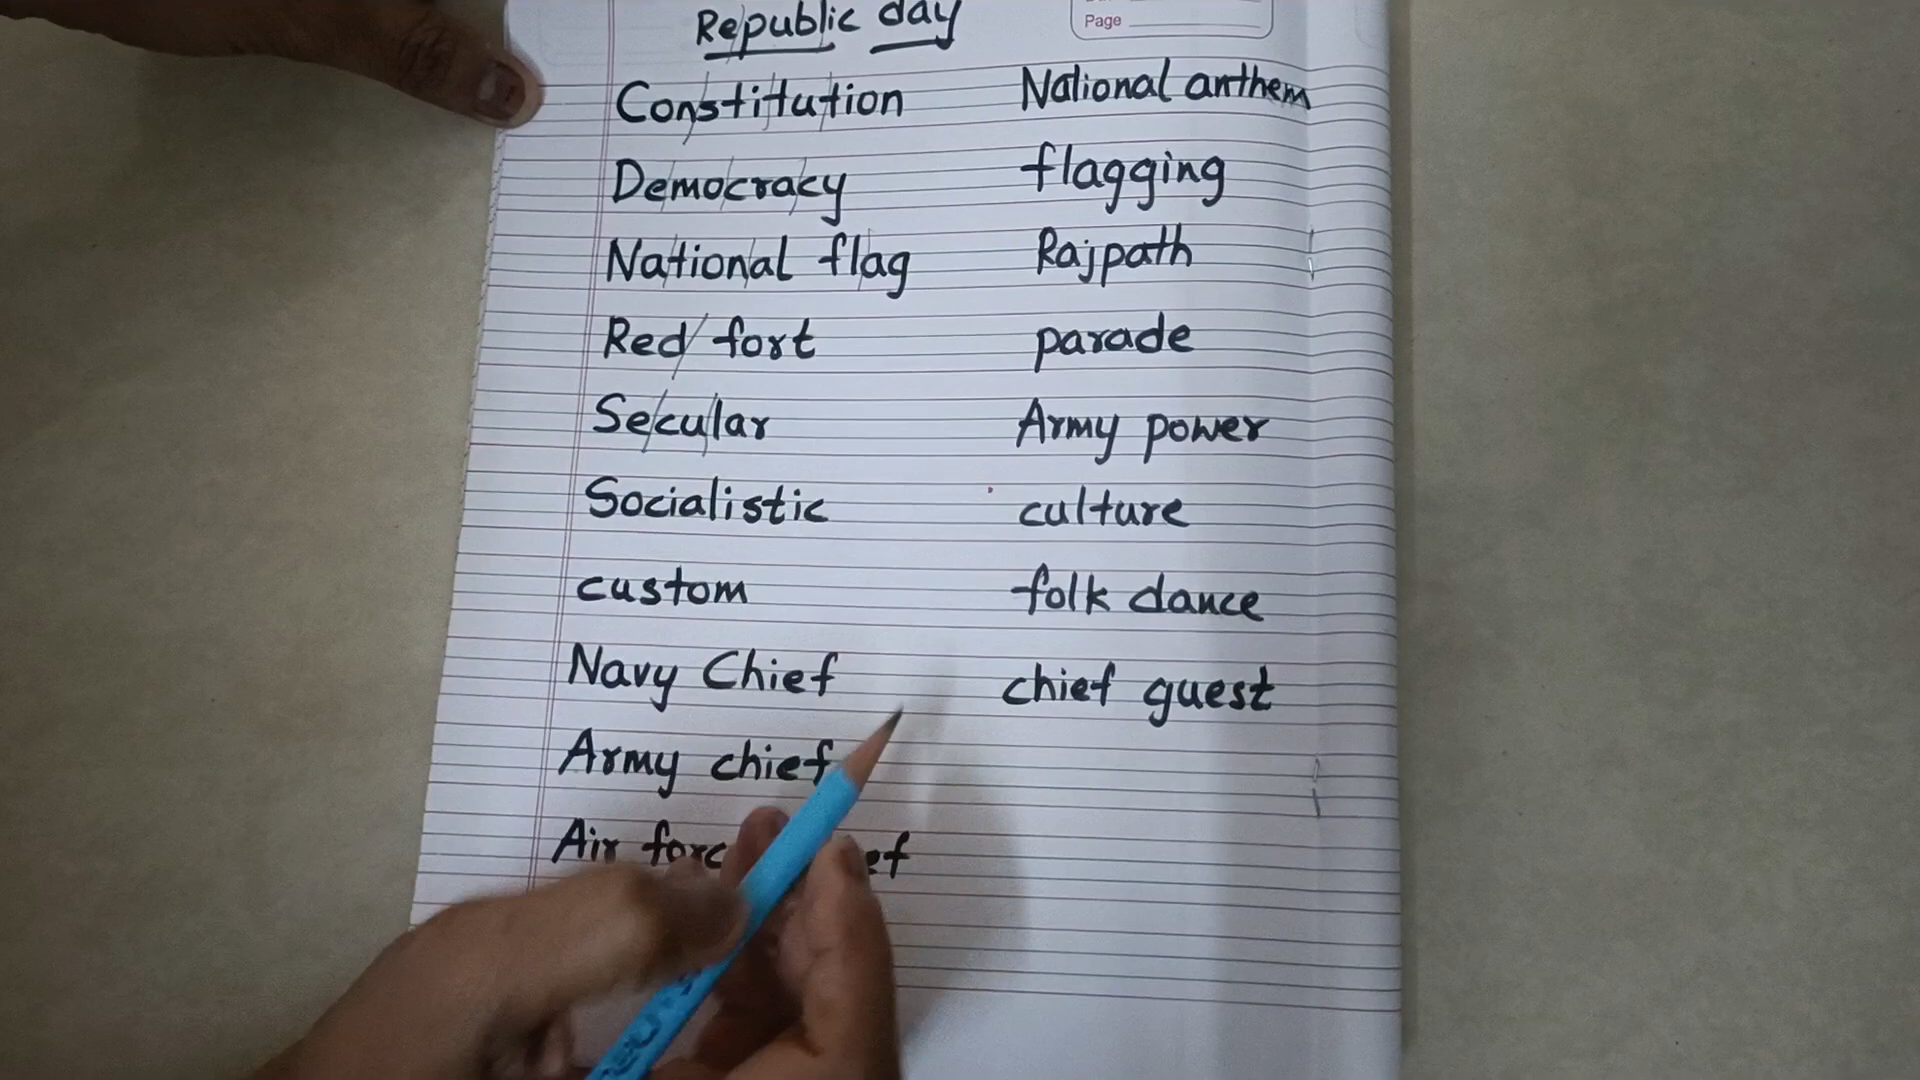 Republic day
Page
Constitution
Democracy
National flag
Red fort
Secular
Socialistic
custom
Navy Chief
Army chief
Air
National anthem
flagging
Rajpath
parade
Army power
culture
folk dance
chief guest